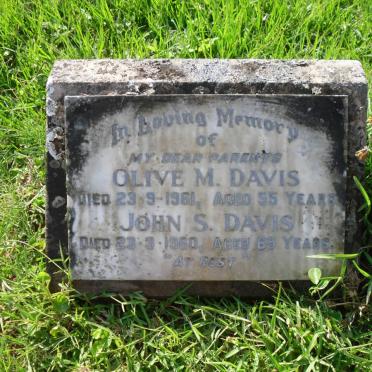 In Loving Memory
of
MY DEAR PARENTS
OLIVE M. DAVIS
DIED 23-9-1961, AGED 55 YEARS
JOHN S. DAVIS
DIED 23-3-1960, AGED 69 YEARS.
"AT REST"